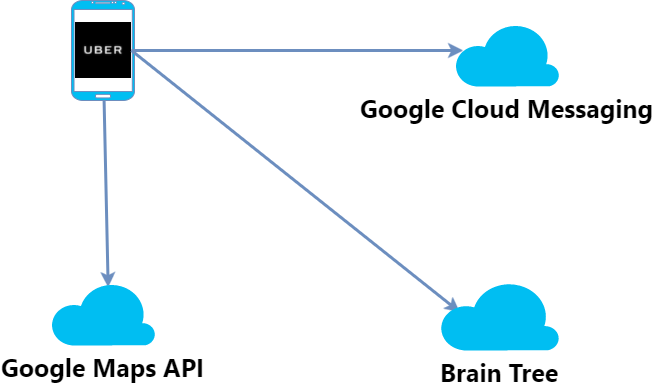 UBER
Google Cloud Messaging
Google Maps API
Brain Tree